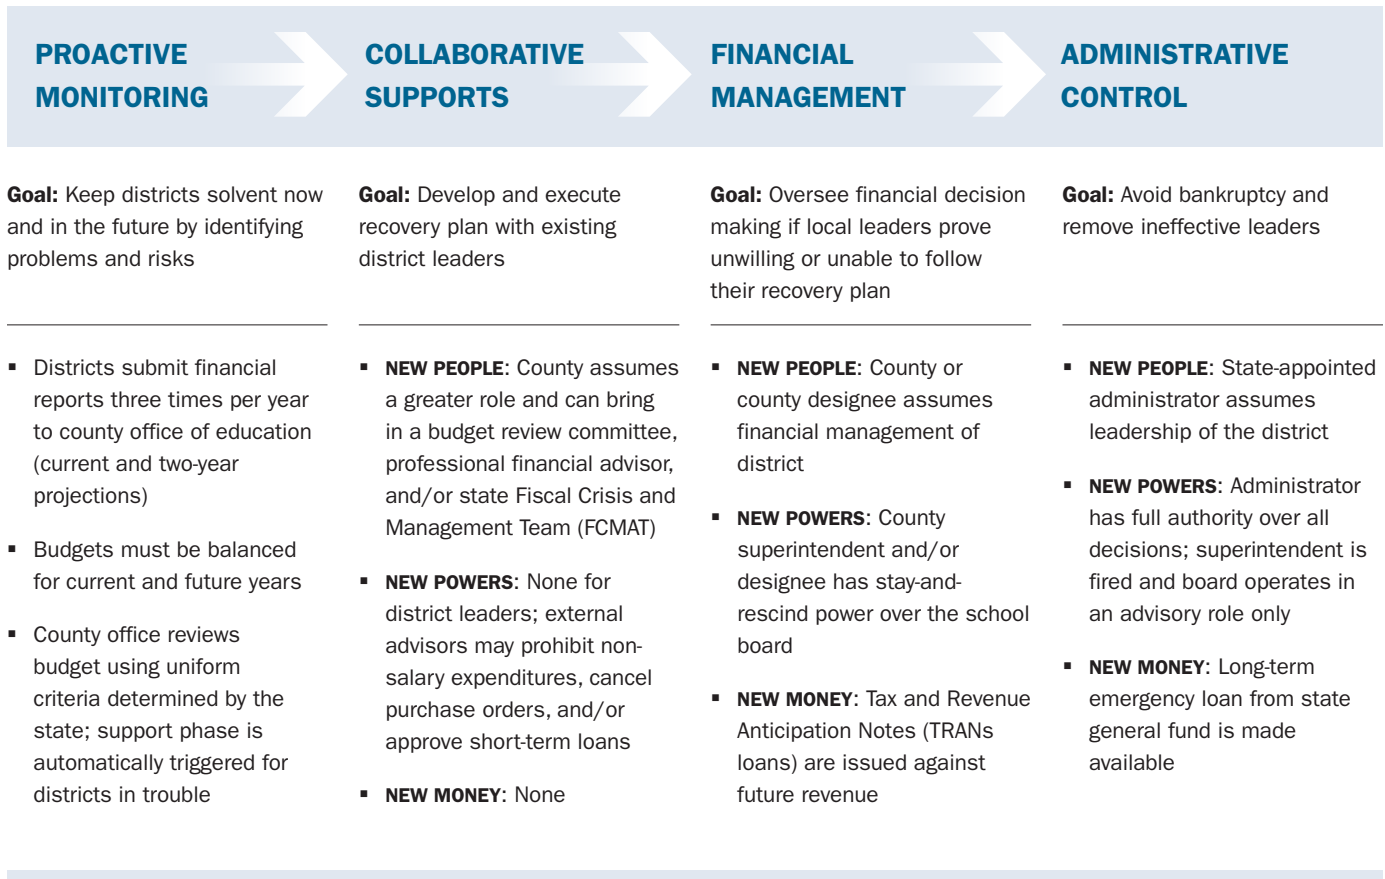 PROACTIVE
MONITORING
COLLABORATIVE
SUPPORTS
FINANCIAL
MANAGEMENT
ADMINISTRATIVE
CONTROL
Goal: Keep districts solvent now
and in the future by identifying
problems and risks
▪ Districts submit financial
reports three times per year
to county office of education
(current and two-year
projections)
▪ Budgets must be balanced
for current and future years
▪ County office reviews
budget using uniform
criteria determined by the
state; support phase is
automatically triggered for
districts in trouble
Goal: Develop and execute
recovery plan with existing
district leaders
▪ NEW PEOPLE: County assumes
a greater role and can bring
in a budget review committee,
professional financial advisor,
and/or state Fiscal Crisis and
Management Team (FCMAT)
▪ NEW POWERS: None for
district leaders; external
advisors may prohibit non-
salary expenditures, cancel
purchase orders, and/or
approve short-term loans
▪ NEW MONEY: None
Goal: Oversee financial decision
making if local leaders prove
unwilling or unable to follow
their recovery plan
▪ NEW PEOPLE: County or
county designee assumes
financial management of
district
▪ NEW POWERS: County
superintendent and/or
designee has stay-and-
rescind power over the school
board
▪ NEW MONEY: Tax and Revenue
Anticipation Notes (TRANs
loans) are issued against
future revenue
Goal: Avoid bankruptcy and
remove ineffective leaders
▪ NEW PEOPLE: State-appointed
administrator assumes
leadership of the district
▪ NEW POWERS: Administrator
has full authority over all
decisions; superintendent is
fired and board operates in
an advisory role only
▪ NEW MONEY: Long-term
emergency loan from state
general fund is made
available